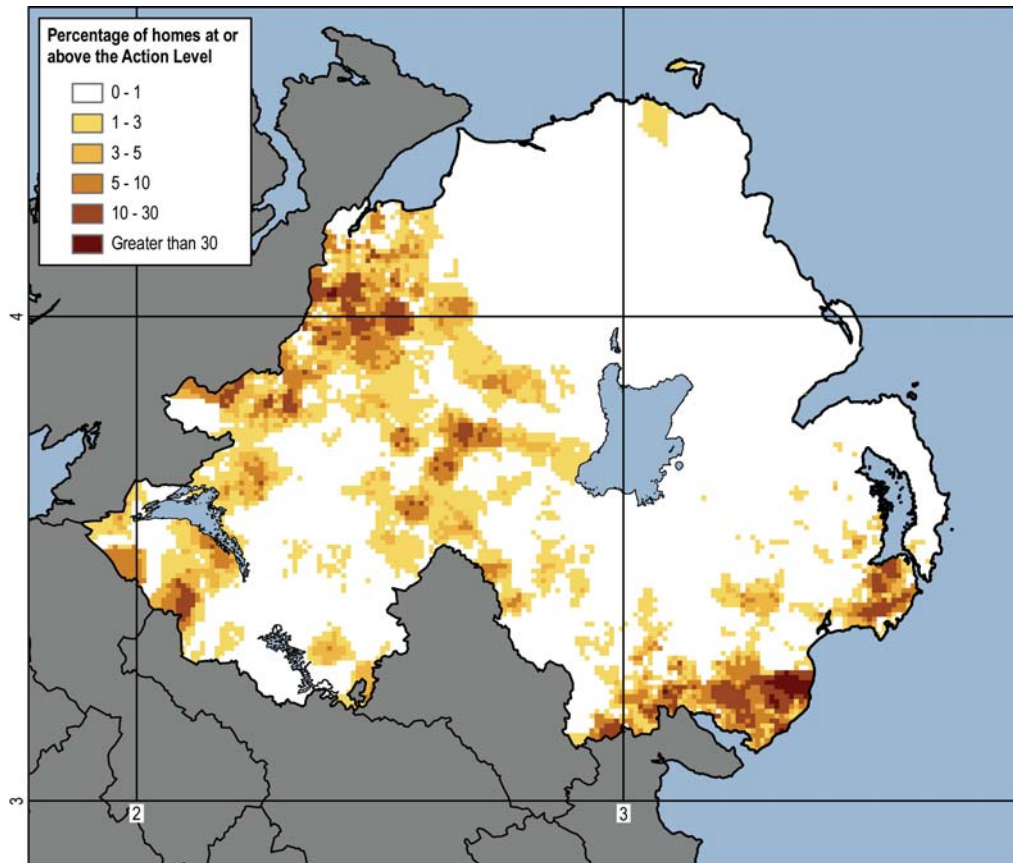 Percentage of homes at or
above the Action Level
0 - 1
1 - 3
3 - 5
5 - 10
10 - 30
Greater than 30
4
3
2
3